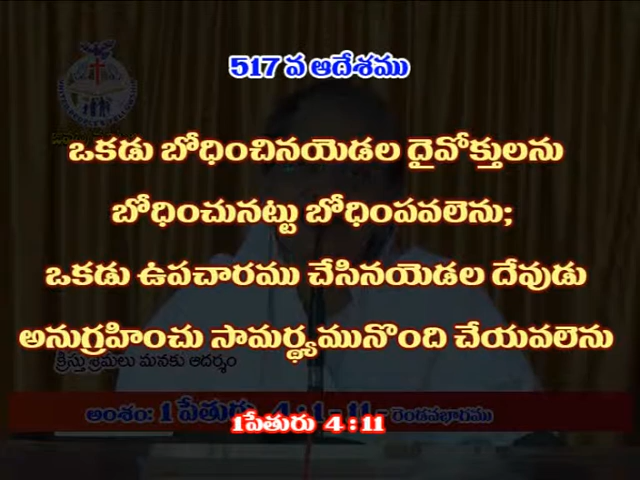 517 వ ఆదేశము
ఒకడు బోధించినయెడల దైవోక్తులను
బోధించునట్టు బోధింపవలెను;
ఒకడు ఉపచారము చేసినయెడల దేవుడు
అనుగ్రహించు సామర్థ్యమునొంది చేయవలెను
క్రీస్తు శ్రమలు మనకు ఆదర్శం
అంశం: 1 పేతురు 4 : 1 - 11 - రెండవభాగము
1పేతురు 4 : 11